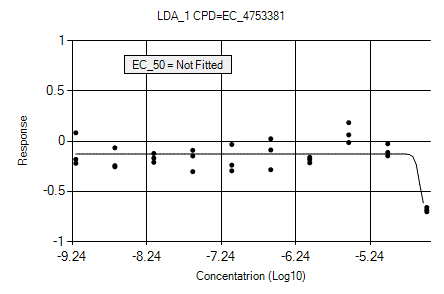 LDA_1 CPD=EC_4753381
EC_50 = Not Fitted
Response
1
0.5
0
-0.5
-1
-9.24
-8.24
-7.24
-6.24
-5.24
Concentatrion (Log10)